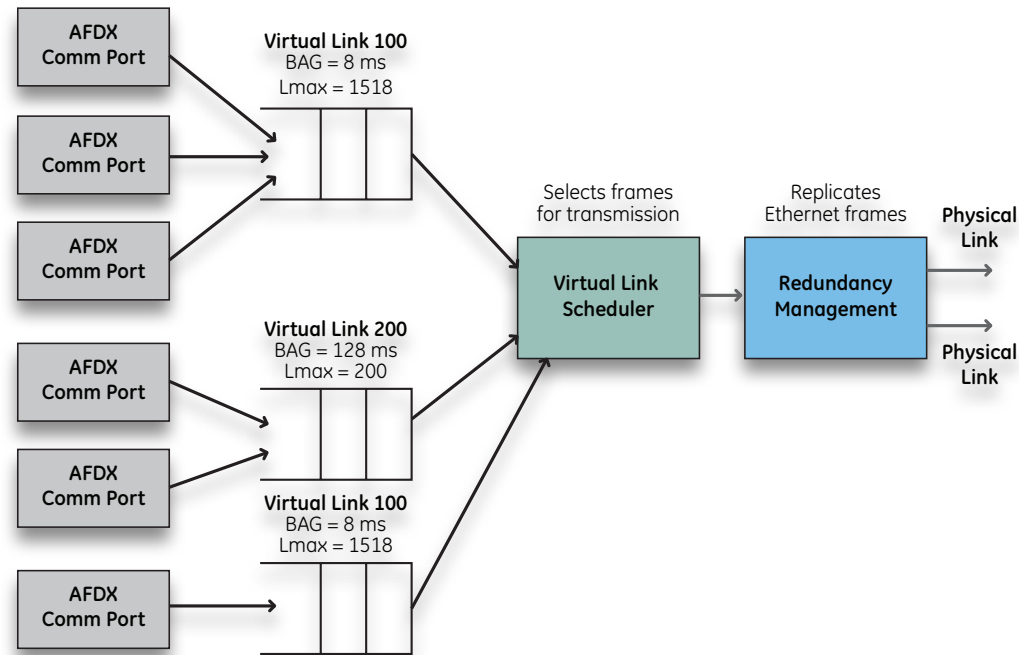 AFDX
Comm Port
AFDX
Comm Port
AFDX
Comm Port
Virtual Link 100
BAG = 8 ms
Lmax = 1518
AFDX
Comm Port
AFDX
Comm Port
Virtual Link 200
BAG = 128 ms
Lmax = 200
AFDX
Comm Port
Virtual Link 100
BAG = 8 ms
Lmax = 1518
Selects frames
for transmission
Virtual Link
Scheduler
Replicates
Ethernet frames
Redundancy
Management
Physical
Link
Physical
Link